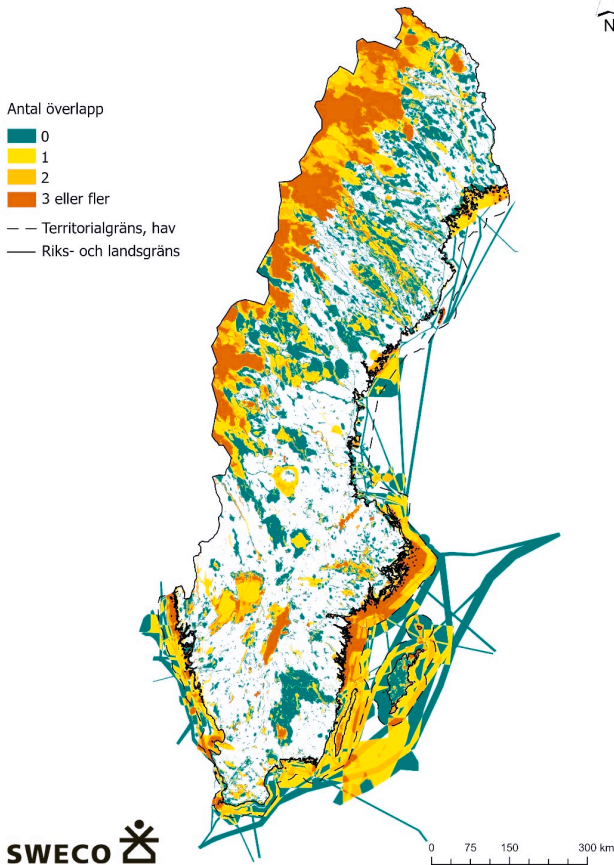 N
Antal överlapp
0
1
2
3 eller fler
Territorialgräns, hav
Riks- och landsgräns
SWECO
0 75 150 300 km